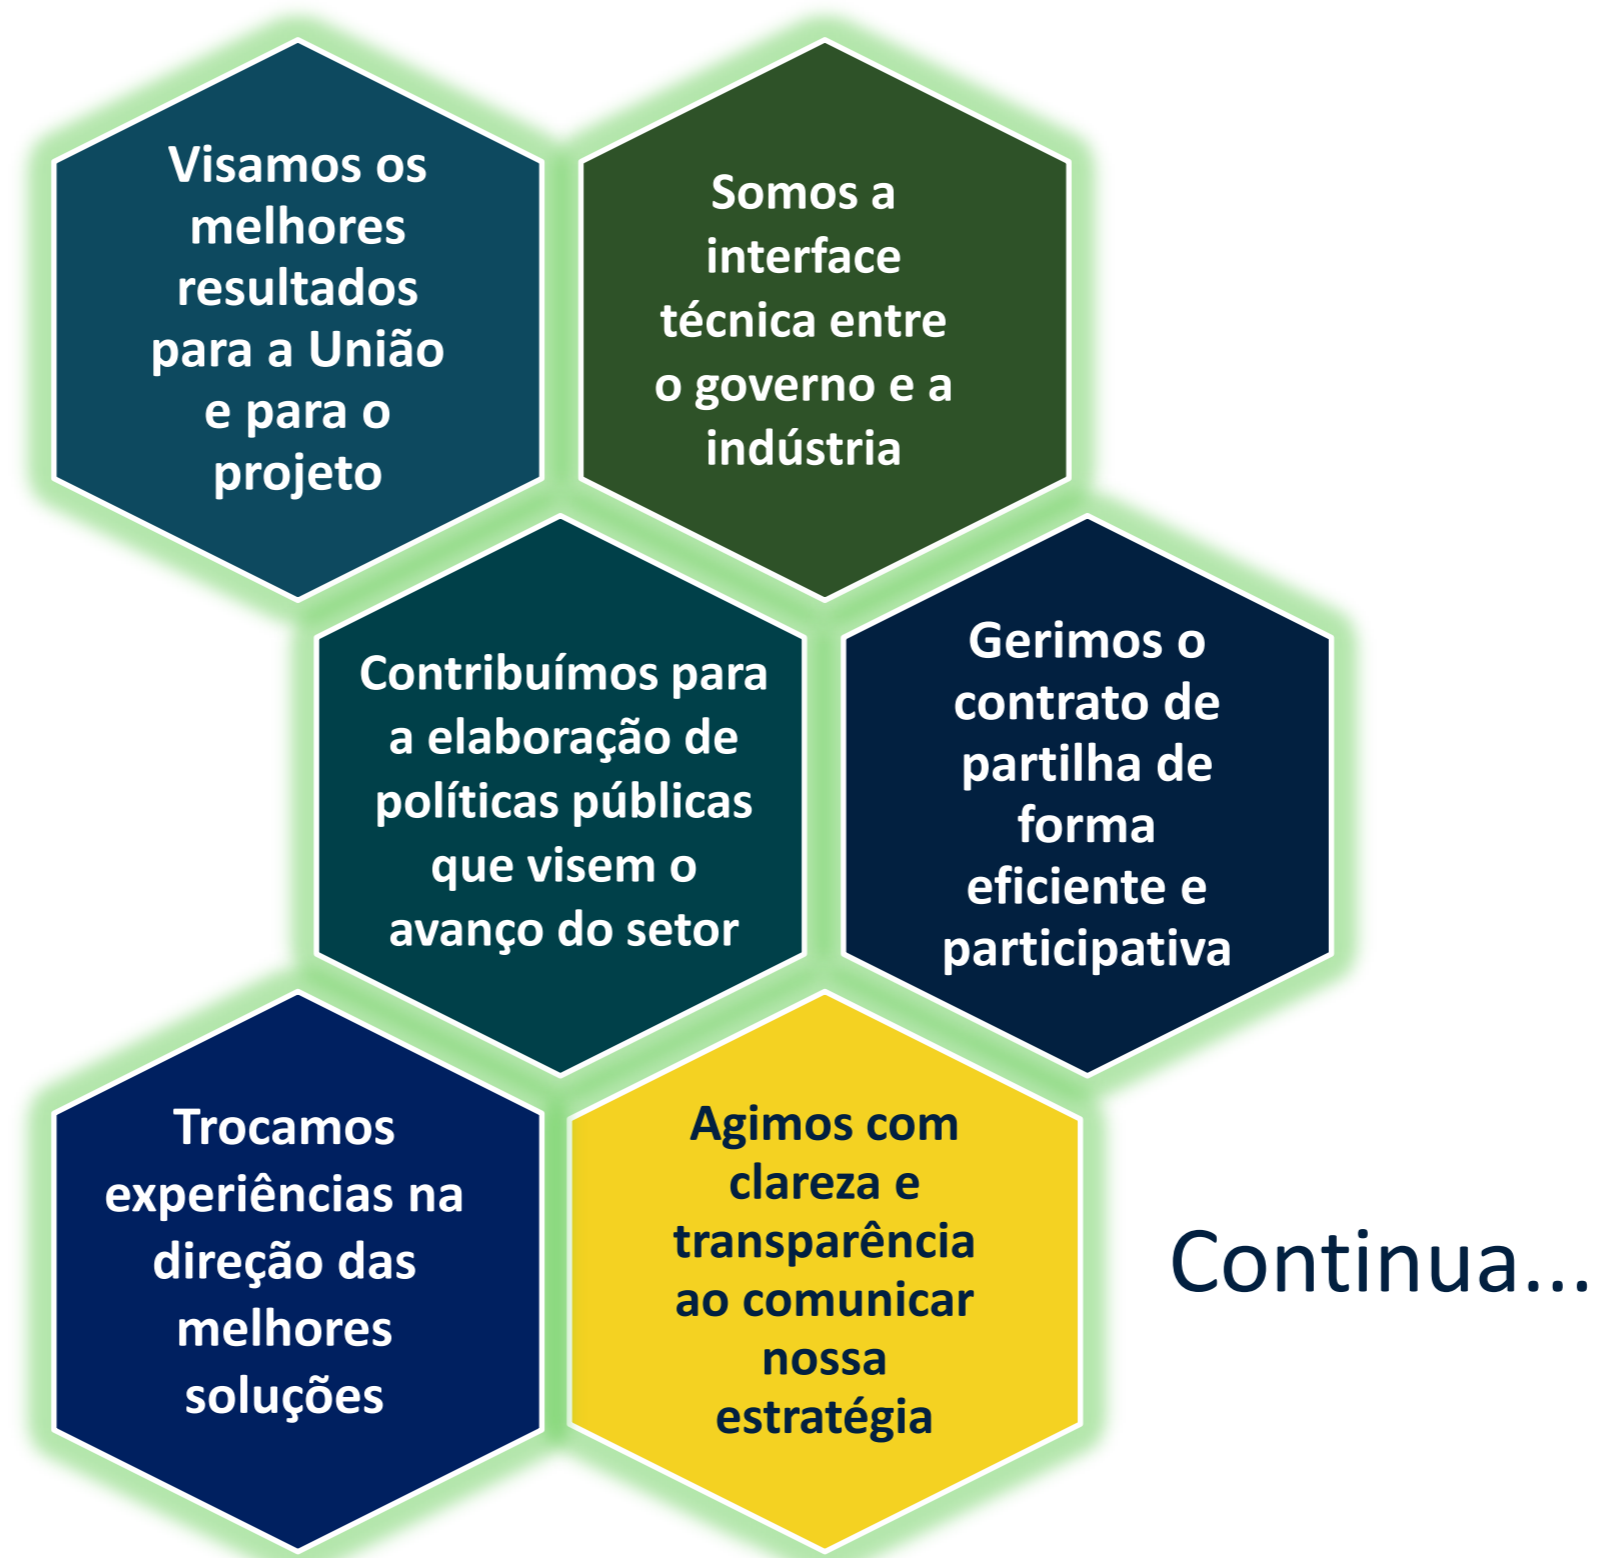 Visamos os
melhores
resultados
para a União
e para o
projeto
Somos a
interface
técnica entre
o governo e a
indústria
Contribuímos para
a elaboração de
políticas públicas
que visem o
avanço do setor
Gerimos o
contrato de
partilha de
forma
eficiente e
participativa
Trocamos
experiências na
direção das
melhores
soluções
Agimos com
clareza e
transparência
ao comunicar
nossa
estratégia
Continua...